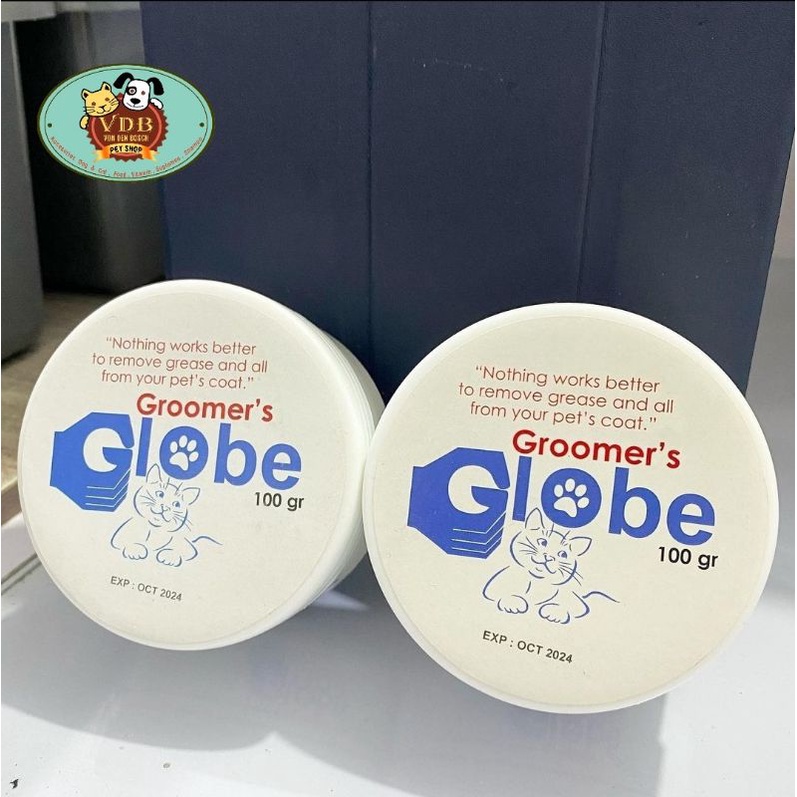 VDB
VON DEN BOSCH
PET SHOP
"Nothing works better
to remove grease and all
from your pet's coat."
Groomer's
Globe
100 gr
EXP : OCT 2024
"Nothing works better
to remove grease and all
from your pet's coat."
Groomer's
Globe
100 gr
EXP : OCT 2024